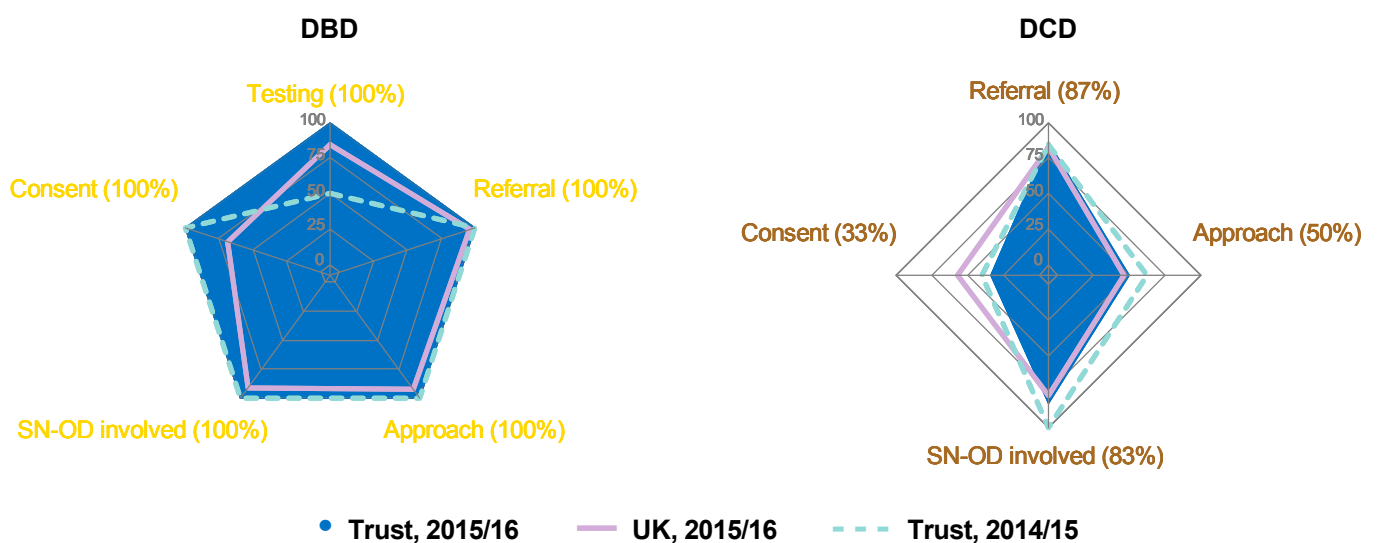 DBD
DCD
Testing (100%)
Referral (87%)
100
75
50
25
0
Consent (100%)
Referral (100%)
SN-OD involved (100%)
Approach (100%)
100
75
50
25
0
Consent (33%)
Approach (50%)
SN-OD involved (83%)
Trust, 2015/16
UK, 2015/16
Trust, 2014/15